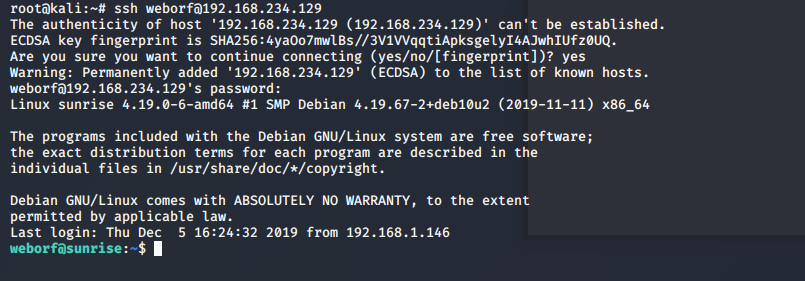 root@kali:~# ssh weborf@192.168.234.129
The authenticity of host '192.168.234.129 (192.168.234.129)' can't be established.
ECDSA key fingerprint is SHA256:4yaOo7mwlBs//3V1VVqqtiApksgelyI4AJwhIUfz0UQ.
Are you sure you want to continue connecting (yes/no/[fingerprint])? yes
Warning: Permanently added '192.168.234.129' (ECDSA) to the list of known hosts.
weborf@192.168.234.129's password:
Linux sunrise 4.19.0-6-amd64 #1 SMP Debian 4.19.67-2+deb10u2 (2019-11-11) x86_64

The programs included with the Debian GNU/Linux system are free software;
the exact distribution terms for each program are described in the
individual files in /usr/share/doc/*/copyright.

Debian GNU/Linux comes with ABSOLUTELY NO WARRANTY, to the extent
permitted by applicable law.
Last login: Thu Dec  5 16:24:32 2019 from 192.168.1.146
weborf@sunrise:~$